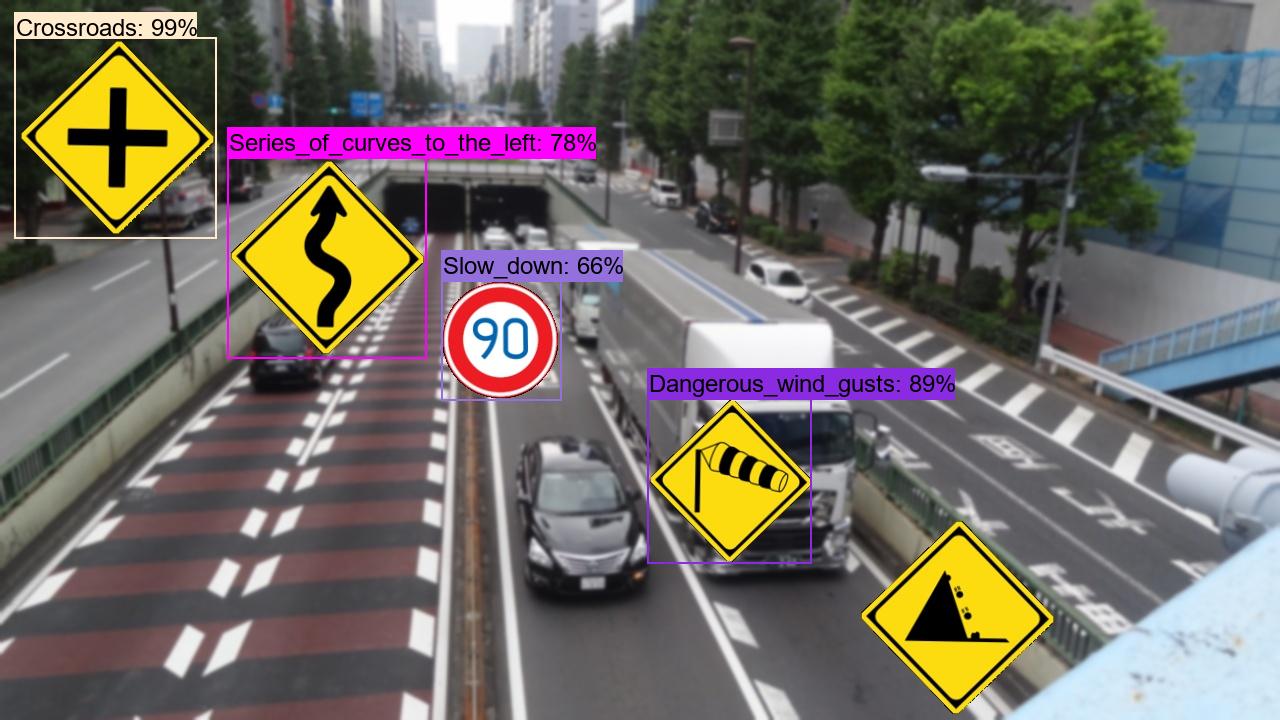 Crossroads: 99%
Series_of_curves_to_the_left: 78%
Slow_down: 66%
90
Dangerous_wind_gusts: 89%